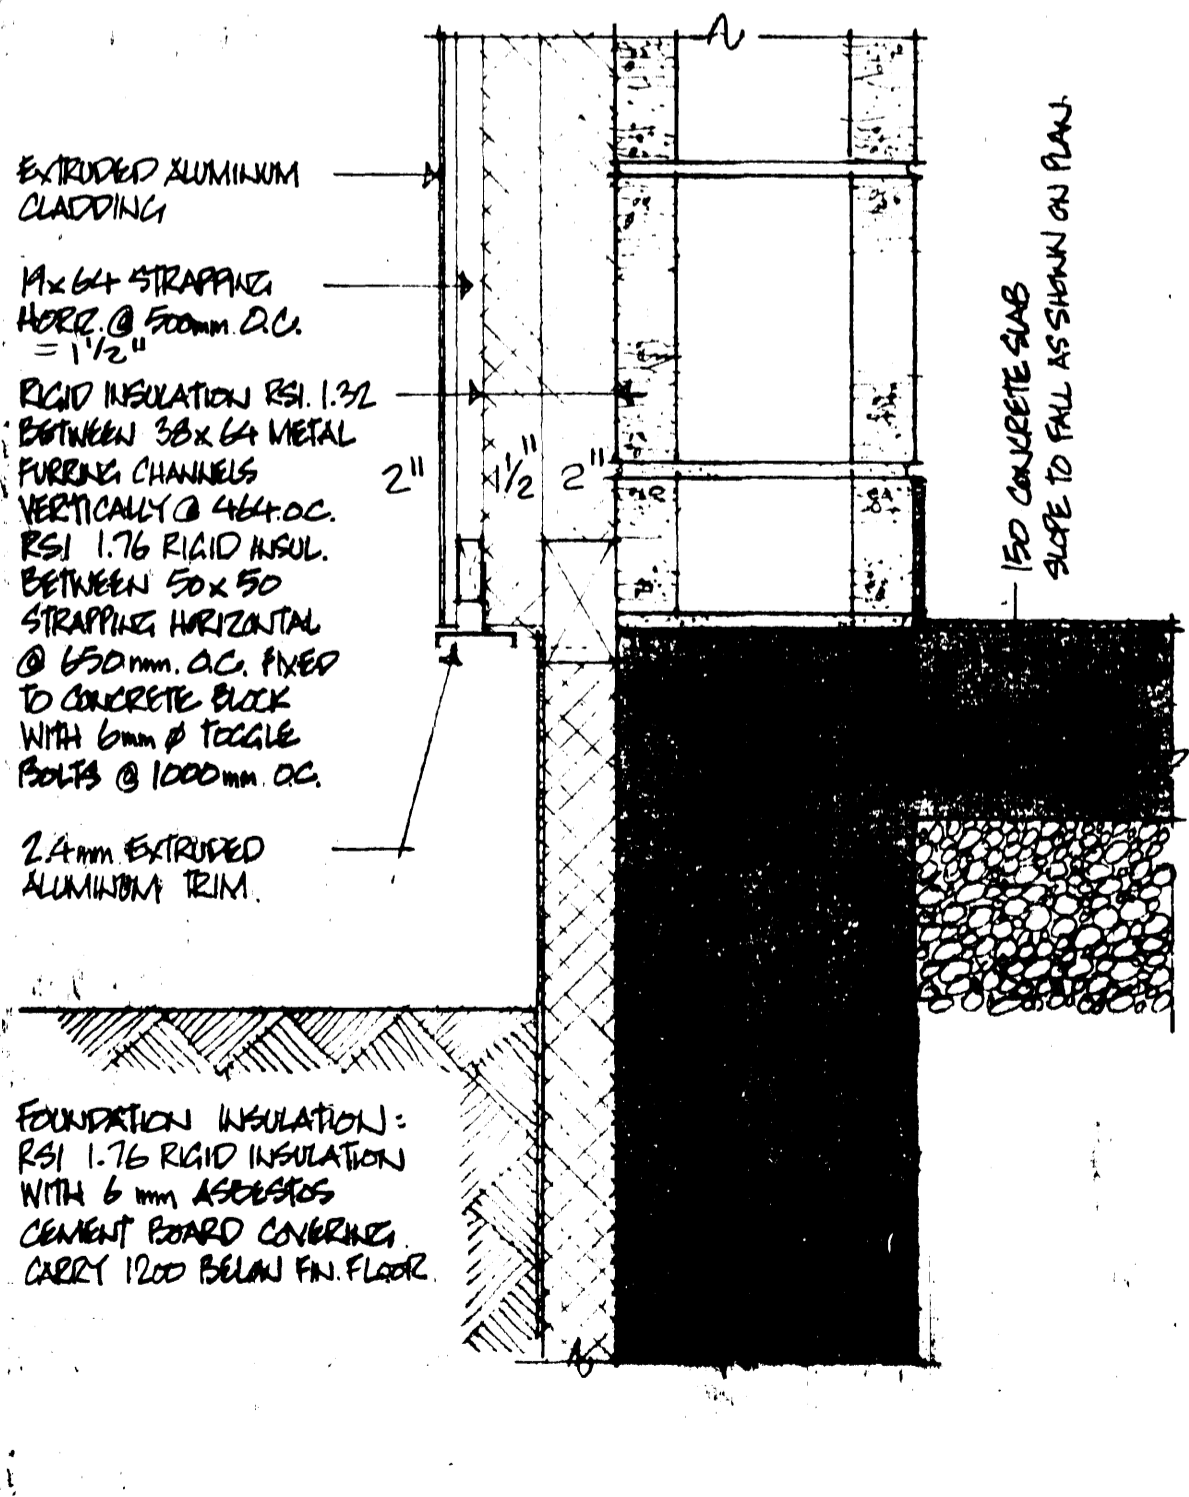 EXTRUDED ALUMINUM
CLADDING
19x64 STRAPPING
HORZ. @ 500mm. O.C.
= 1 1/2"
RIGID INSULATION RSI. 1.32
BETWEEN 38x64 METAL
FURRING CHANNELS
VERTICALLY @ 464.O.C.
RSI 1.76 RIGID INSUL.
BETWEEN 50x50
STRAPPING HORIZONTAL
@ 650mm. O.C. FIXED
TO CONCRETE BLOCK
WITH 6mm ø TOGGLE
BOLTS @ 1000mm. O.C.
2" 1 1/2" 2"
2.4mm EXTRUDED
ALUMINUM TRIM.
150 CONCRETE SLAB
SLOPE TO FALL AS SHOWN ON PLAN.
FOUNDATION INSULATION:
RSI 1.76 RIGID INSULATION
WITH 6 mm ASBESTOS
CEMENT BOARD COVERING.
CARRY 1200 BELOW FIN. FLOOR.